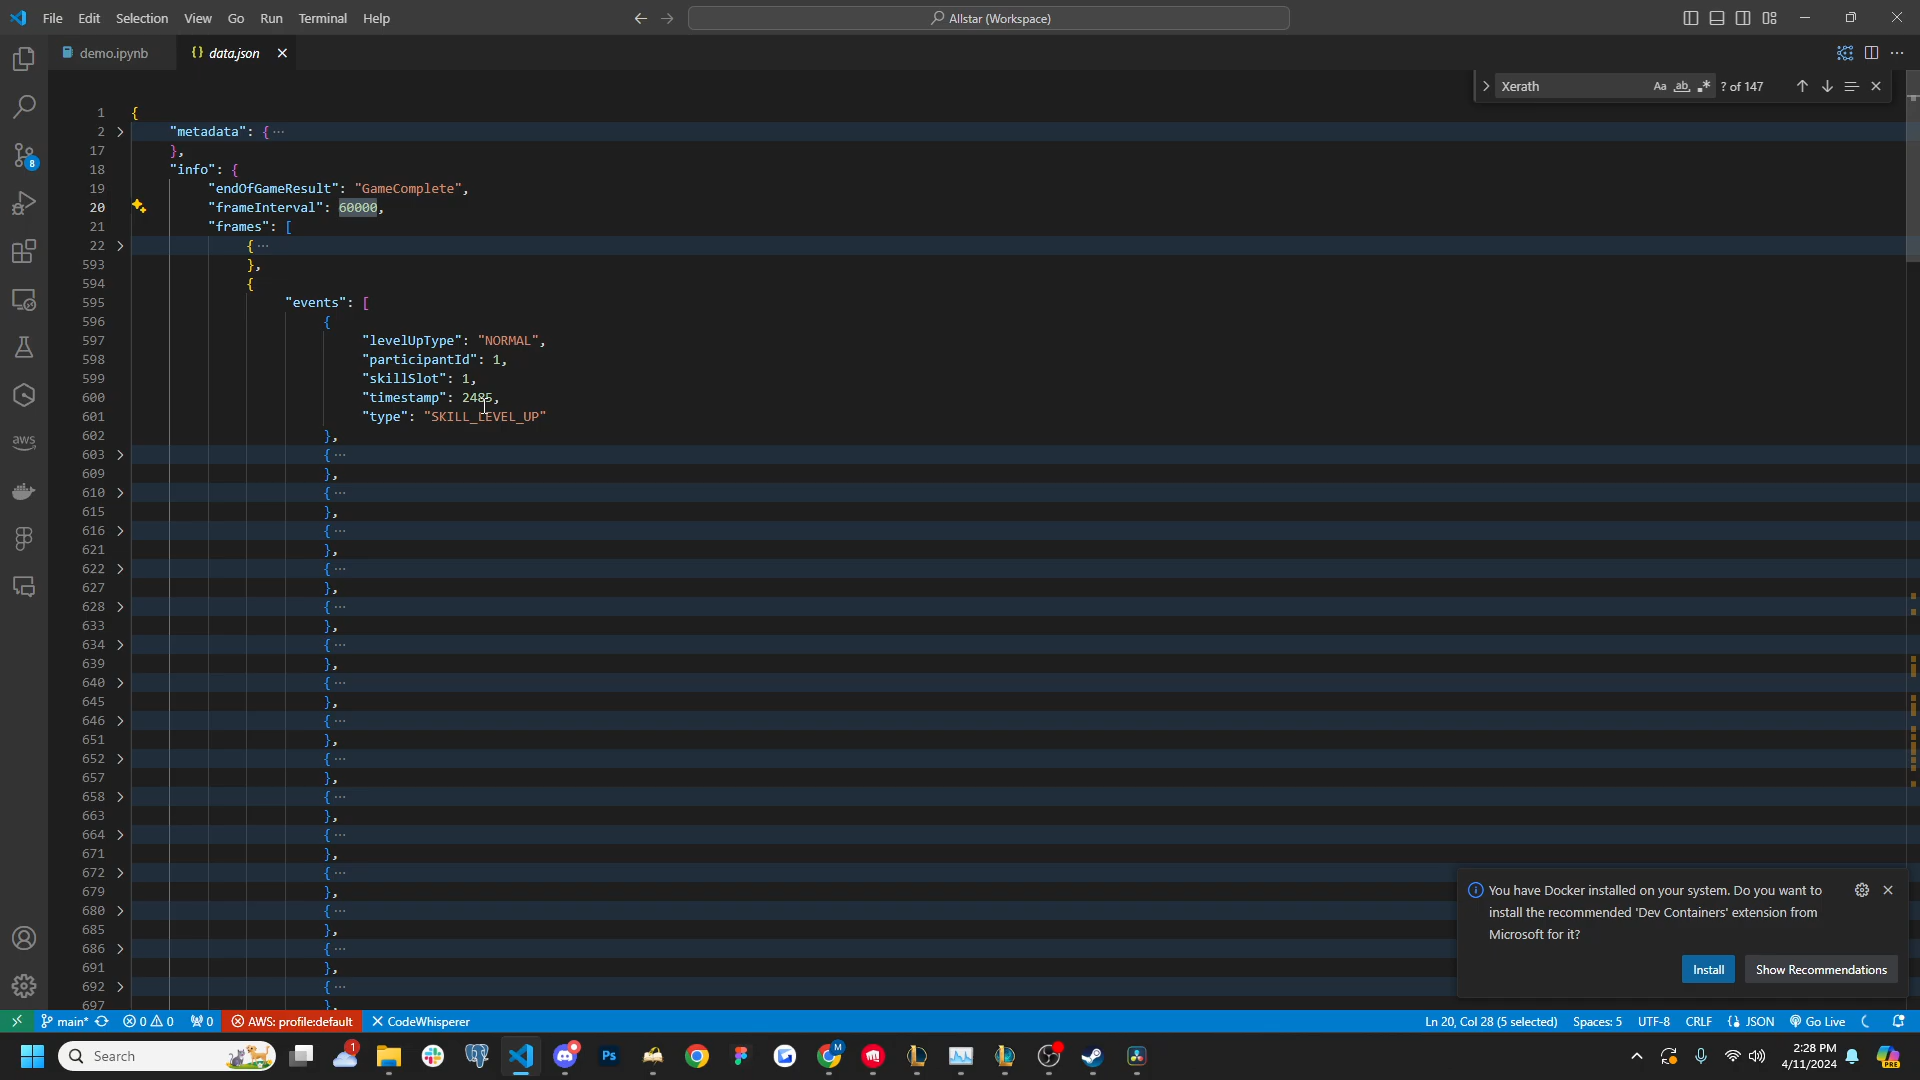 File Edit Selection View Go Run Terminal Help
Allstar (Workspace)
demo.ipynb
{} data.json
Xerath
Aa ab .* ? of 147
1 {
2 "metadata": { ···
17 },
18 "info": {
19 "endOfGameResult": "GameComplete",
20 "frameInterval": 60000,
21 "frames": [
22 { ···
593 },
594 {
595 "events": [
596 {
597 "levelUpType": "NORMAL",
598 "participantId": 1,
599 "skillSlot": 1,
600 "timestamp": 2485,
601 "type": "SKILL_LEVEL_UP"
602 },
603 { ···
609 },
610 { ···
615 },
616 { ···
621 },
622 { ···
627 },
628 { ···
633 },
634 { ···
639 },
640 { ···
645 },
646 { ···
651 },
652 { ···
657 },
658 { ···
663 },
664 { ···
671 },
672 { ···
679 },
680 { ···
685 },
686 { ···
691 },
692 { ···
697 },
8
aws
You have Docker installed on your system. Do you want to
install the recommended 'Dev Containers' extension from
Microsoft for it?
Install
Show Recommendations
main* 0 0 0 AWS: profile:default CodeWhisperer
Ln 20, Col 28 (5 selected) Spaces: 5 UTF-8 CRLF {} JSON Go Live
Search
1
Ps
M
2:28 PM
4/11/2024
PRE